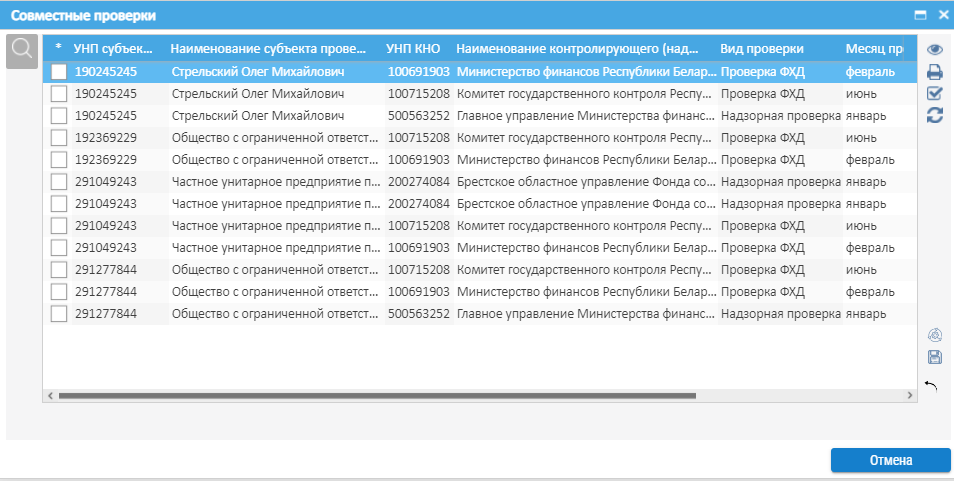 Совместные проверки
* УНП субъек... Наименование субъекта прове... УНП КНО Наименование контролирующего (над... Вид проверки Месяц пр
190245245 Стрельский Олег Михайлович 100691903 Министерство финансов Республики Белар... Проверка ФХД февраль
190245245 Стрельский Олег Михайлович 100715208 Комитет государственного контроля Респу... Проверка ФХД июнь
190245245 Стрельский Олег Михайлович 500563252 Главное управление Министерства финанс... Надзорная проверка январь
192369229 Общество с ограниченной ответст... 100715208 Комитет государственного контроля Респу... Проверка ФХД июнь
192369229 Общество с ограниченной ответст... 100691903 Министерство финансов Республики Белар... Проверка ФХД февраль
291049243 Частное унитарное предприятие п... 200274084 Брестское областное управление Фонда со... Надзорная проверка январь
291049243 Частное унитарное предприятие п... 200274084 Брестское областное управление Фонда со... Надзорная проверка январь
291049243 Частное унитарное предприятие п... 100715208 Комитет государственного контроля Респу... Проверка ФХД июнь
291049243 Частное унитарное предприятие п... 100691903 Министерство финансов Республики Белар... Проверка ФХД февраль
291277844 Общество с ограниченной ответст... 100715208 Комитет государственного контроля Респу... Проверка ФХД июнь
291277844 Общество с ограниченной ответст... 100691903 Министерство финансов Республики Белар... Проверка ФХД февраль
291277844 Общество с ограниченной ответст... 500563252 Главное управление Министерства финанс... Надзорная проверка январь
Отмена